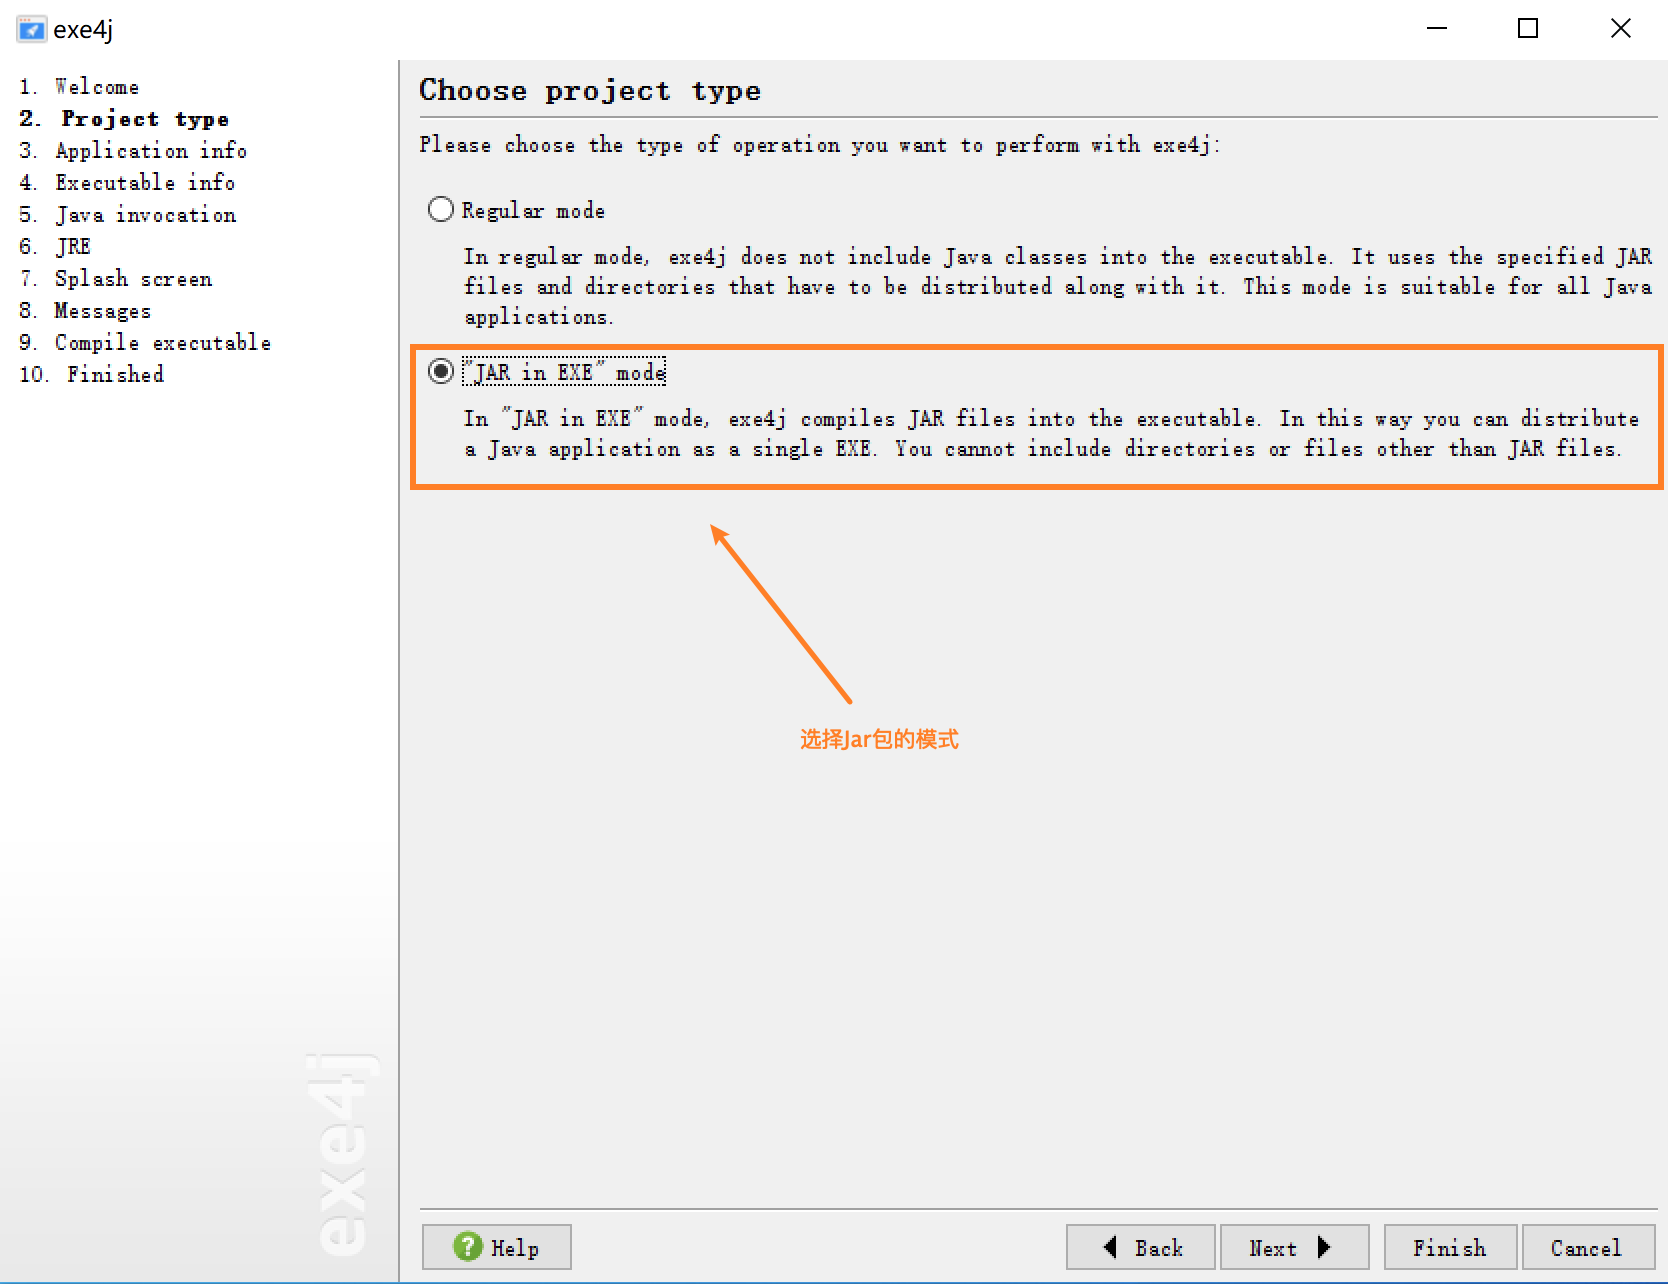 exe4j
1. Welcome
2. Project type
3. Application info
4. Executable info
5. Java invocation
6. JRE
7. Splash screen
8. Messages
9. Compile executable
10. Finished
exe4j
Choose project type
Please choose the type of operation you want to perform with exe4j:
Regular mode
In regular mode, exe4j does not include Java classes into the executable. It uses the specified JAR
files and directories that have to be distributed along with it. This mode is suitable for all Java
applications.
"JAR in EXE" mode
In "JAR in EXE" mode, exe4j compiles JAR files into the executable. In this way you can distribute
a Java application as a single EXE. You cannot include directories or files other than JAR files.
选择Jar包的模式
Help
Back
Next
Finish
Cancel